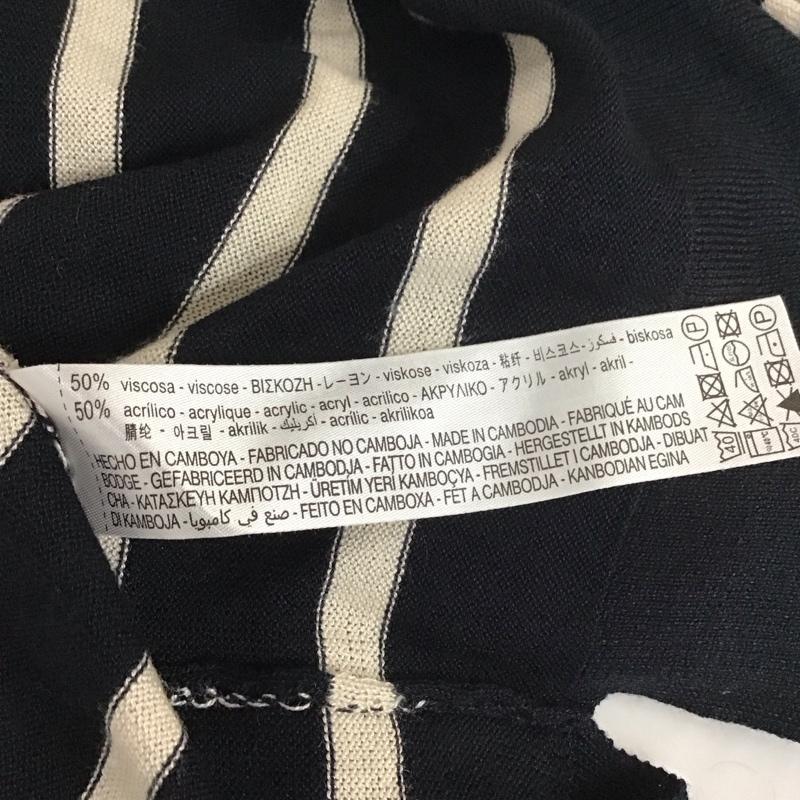 50% viscosa - viscose - ΒΙΣΚΟΖΗ - レーヨン - viskose - viskoza - 粘纤 - 비스코스 - فسكوز - biskosa
50% acrílico - acrylique - acrylic - acryl - acrilico - ΑΚΡΥΛΙΚΟ - アクリル - akryl - akril -
腈纶 - 아크릴 - akrilik - أكريليك - acrílic - akrilikoa
HECHO EN CAMBOYA - FABRICADO NO CAMBOJA - MADE IN CAMBODIA - FABRIQUÉ AU CAM
BODGE - GEFABRICEERD IN CAMBODJA - FATTO IN CAMBOGIA - HERGESTELLT IN KAMBODS
CHA - ΚΑΤΑΣΚΕΥΗ ΚΑΜΠΟΤΖΗ - ÜRETİM YERİ KAMBOÇYA - FREMSTILLET I CAMBODJA - DIBUAT
DI KAMBOJA - صنع في كامبوديا - FEITO EN CAMBOXA - FET A CAMBODJA - KANBODIAN EGINA
P
P
40